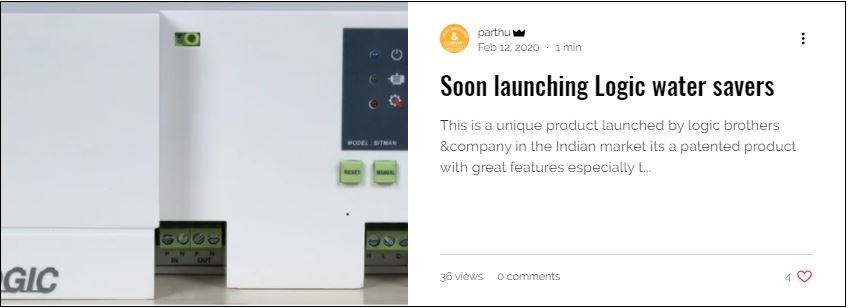 MODEL : BITMAN
RESET
MANUAL
P N P N
IN OUT
H L C
OGIC
&
COMPANY
parthu
Feb 12, 2020 · 1 min
Soon launching Logic water savers
This is a unique product launched by logic brothers
&company in the Indian market its a patented product
with great features especially t...
36 views 0 comments
4